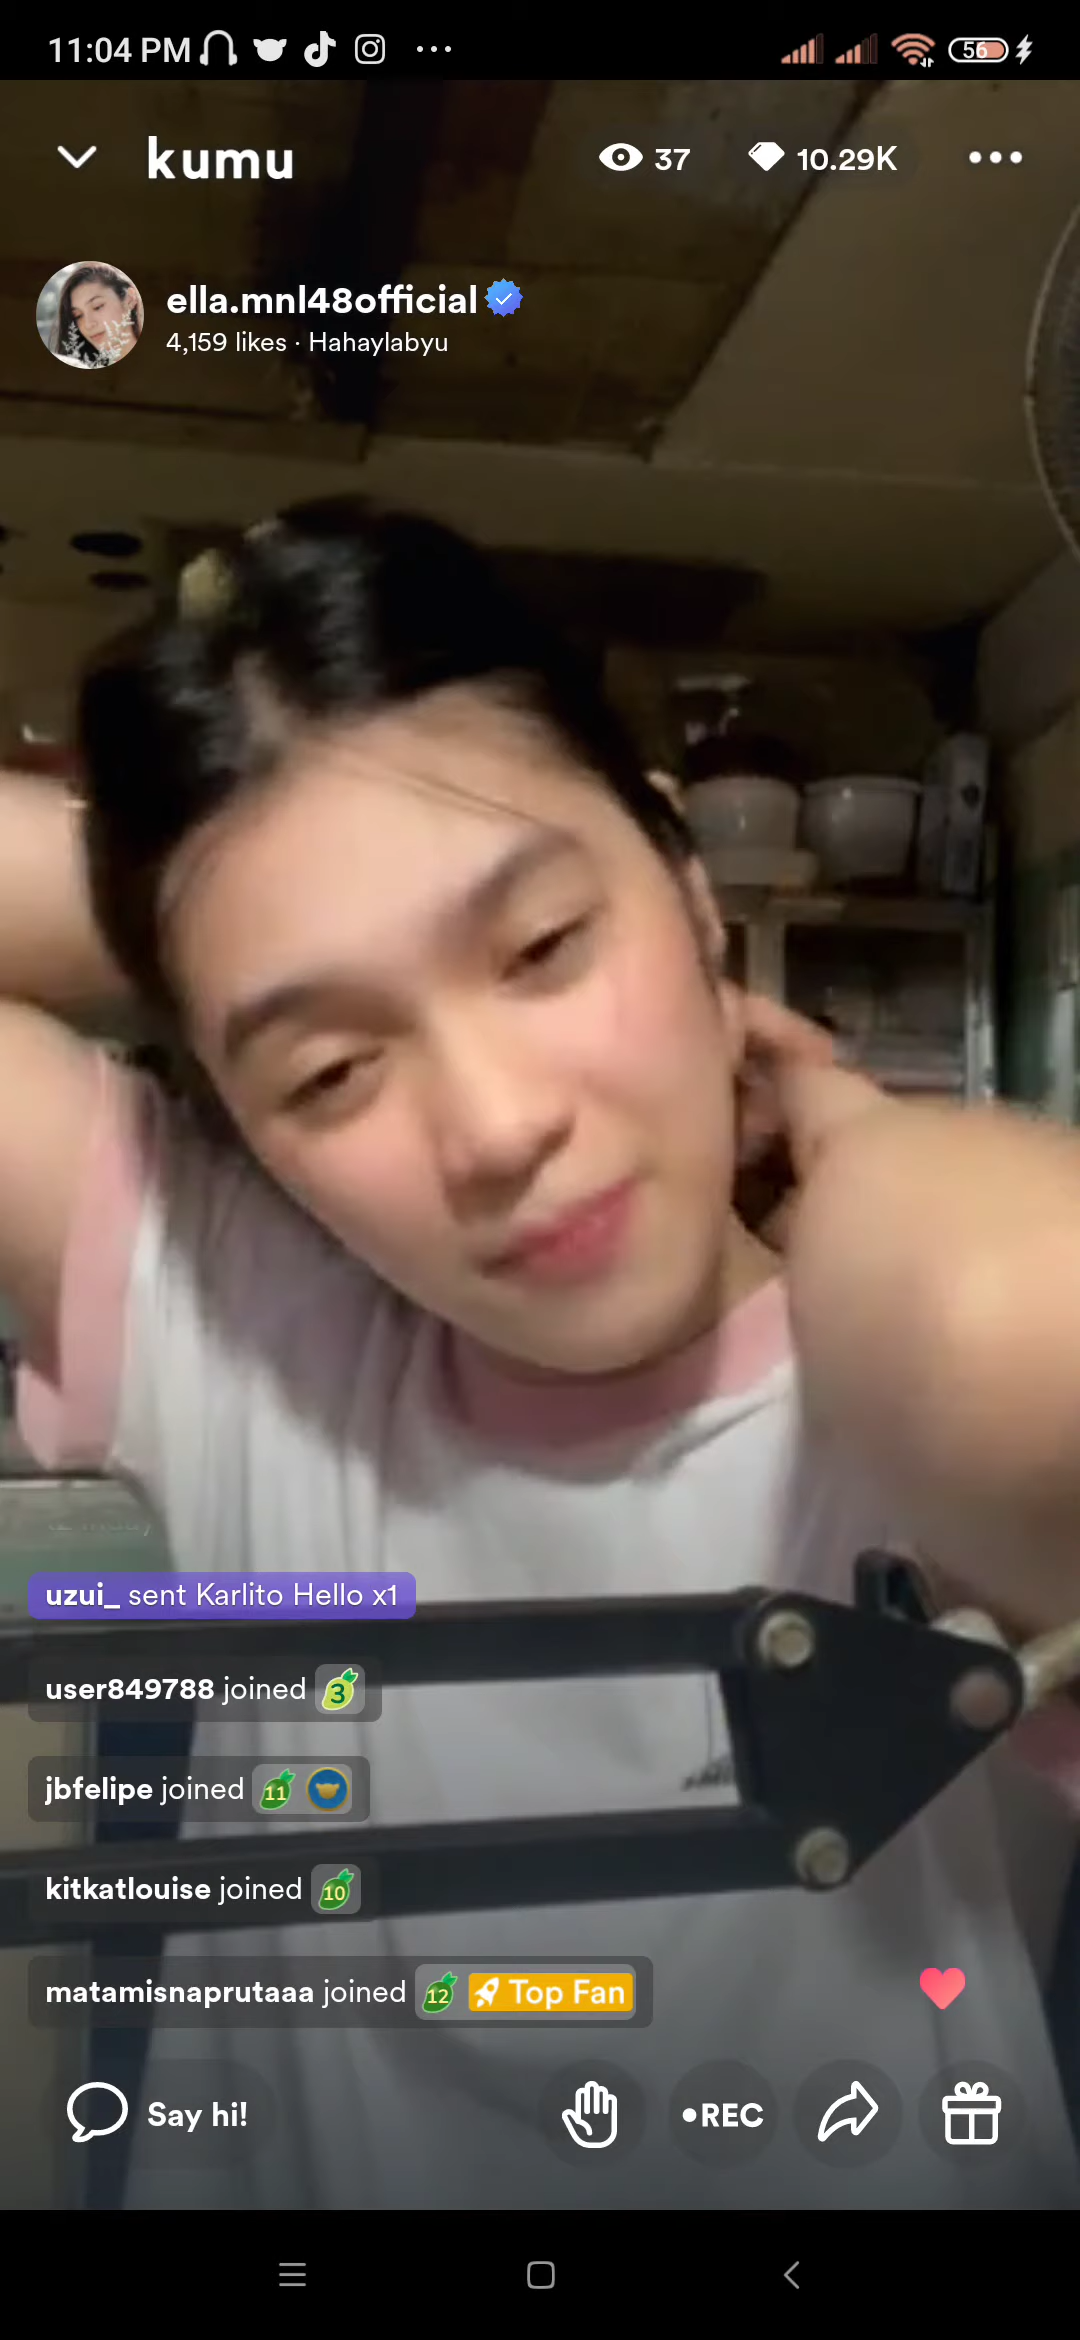 11:04 PM
56
kumu
37
10.29K
ella.mnl48official
4,159 likes · Hahaylabyu
uzui_ sent Karlito Hello x1
user849788 joined 3
jbfelipe joined 11
kitkatlouise joined 10
matamisnaprutaaa joined 12 Top Fan
Say hi!
•REC